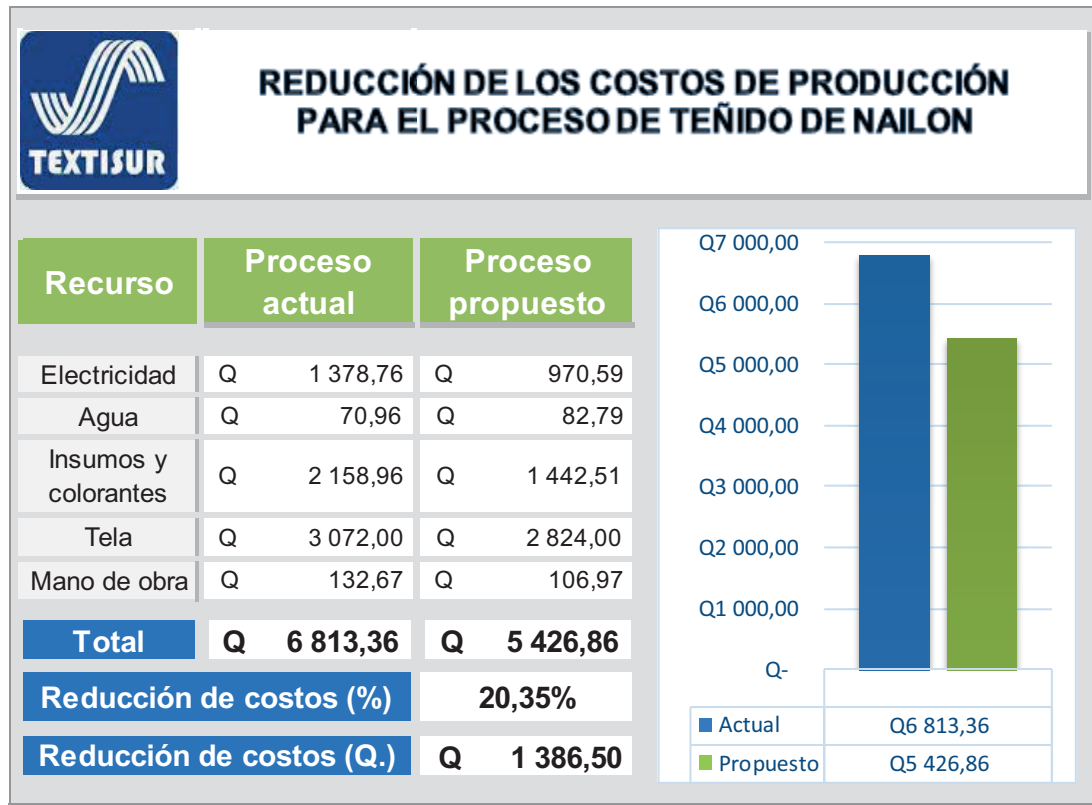 TEXTISUR
REDUCCIÓN DE LOS COSTOS DE PRODUCCIÓN
PARA EL PROCESO DE TEÑIDO DE NAILON
Recurso Proceso actual Proceso propuesto
Electricidad Q 1 378,76 Q 970,59
Agua Q 70,96 Q 82,79
Insumos y colorantes Q 2 158,96 Q 1 442,51
Tela Q 3 072,00 Q 2 824,00
Mano de obra Q 132,67 Q 106,97
Total Q 6 813,36 Q 5 426,86
Reducción de costos (%) 20,35%
Reducción de costos (Q.) Q 1 386,50
Q7 000,00
Q6 000,00
Q5 000,00
Q4 000,00
Q3 000,00
Q2 000,00
Q1 000,00
Q-
Actual Q6 813,36
Propuesto Q5 426,86